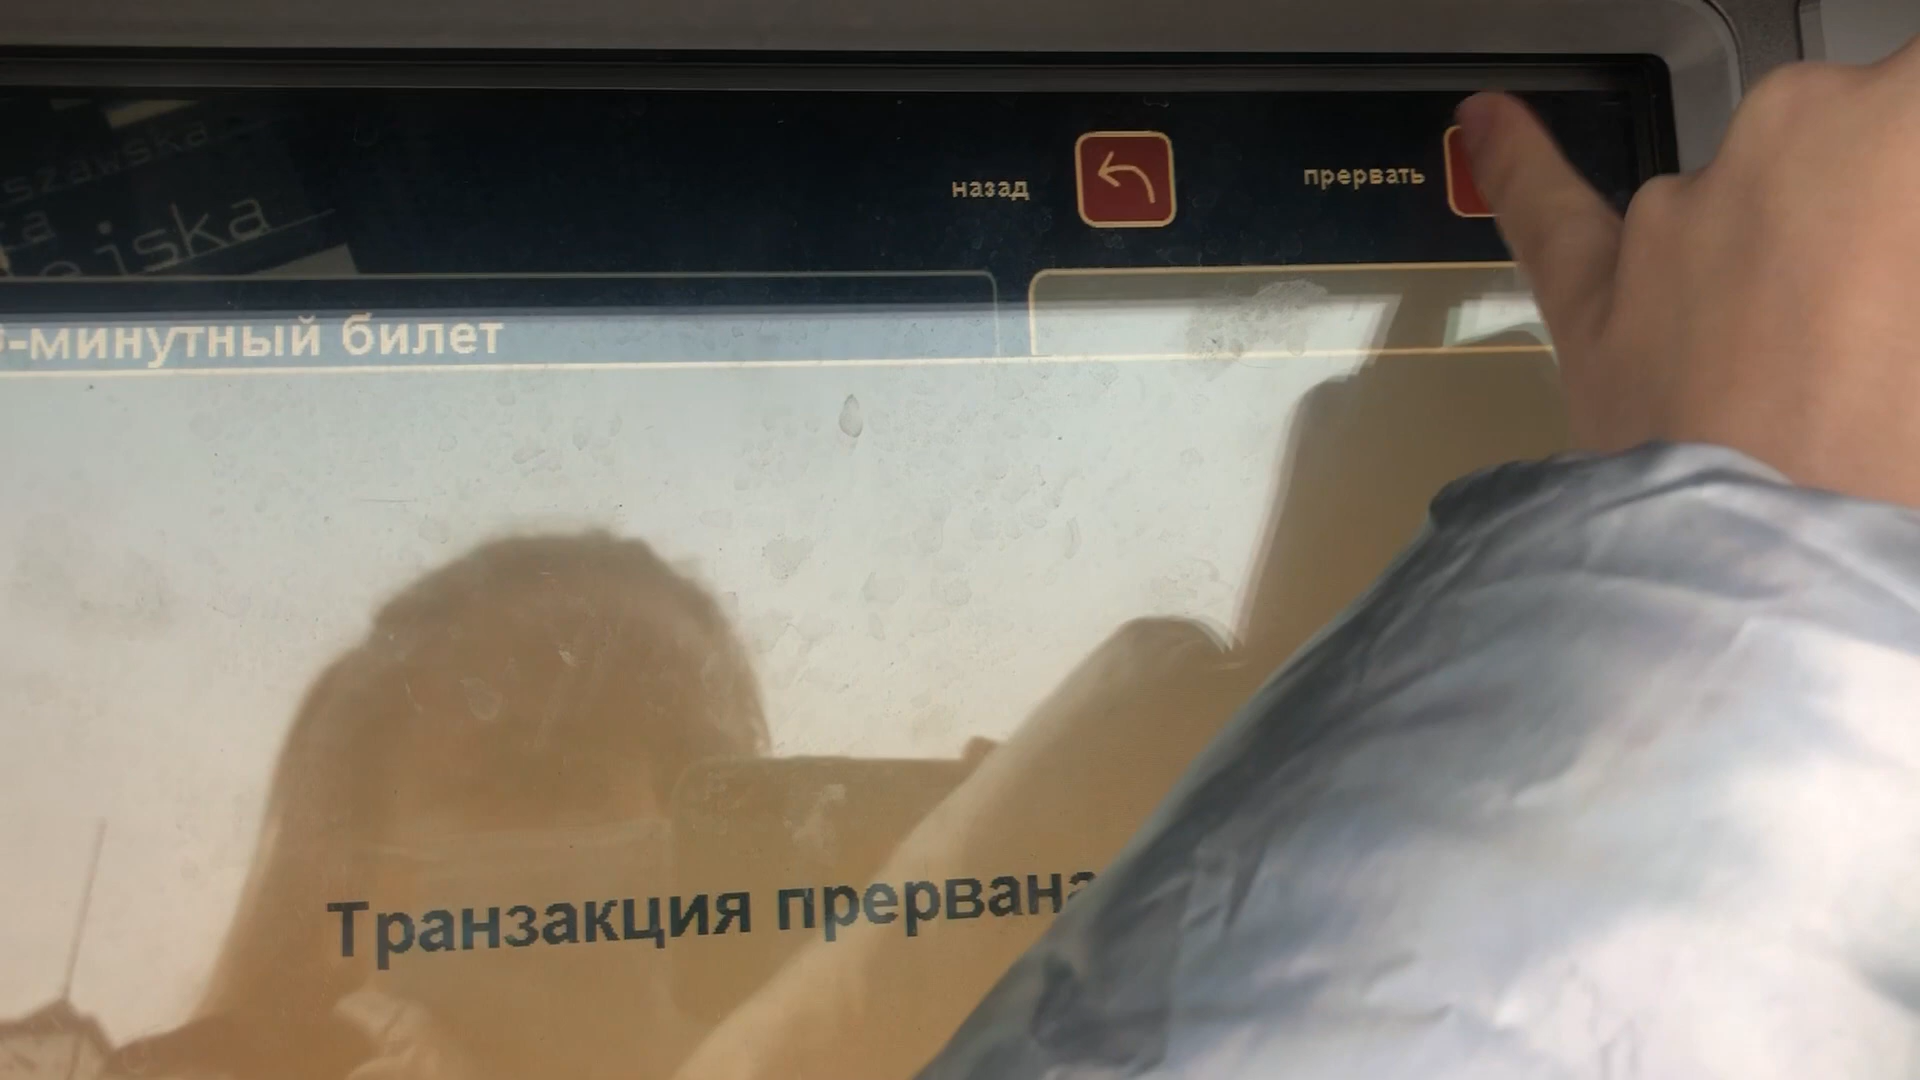 назад
прервать
-минутный билет
Транзакция прервана